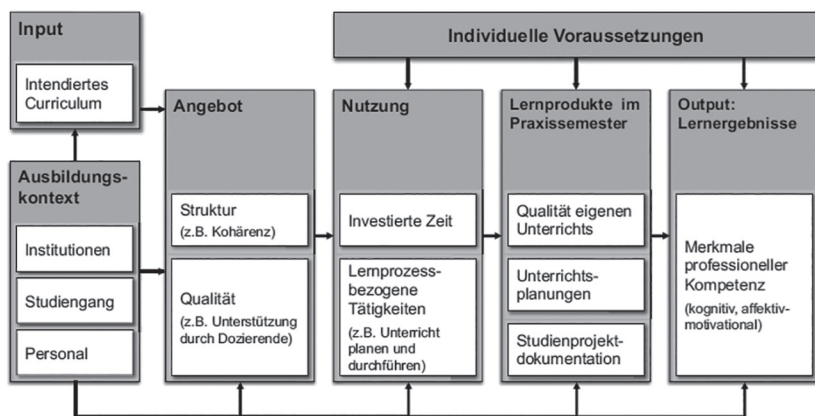 Input
Intendiertes
Curriculum
Individuelle Voraussetzungen
Ausbildungs-
kontext
Institutionen
Studiengang
Personal
Angebot
Struktur
(z.B. Kohärenz)
Qualität
(z.B. Unterstützung
durch Dozierende)
Nutzung
Investierte Zeit
Lernprozess-
bezogene
Tätigkeiten
(z.B. Unterricht
planen und
durchführen)
Lernprodukte im
Praxissemester
Qualität eigenen
Unterrichts
Unterrichts-
planungen
Studienprojekt-
dokumentation
Output:
Lernergebnisse
Merkmale
professioneller
Kompetenz
(kognitiv, affektiv-
motivational)